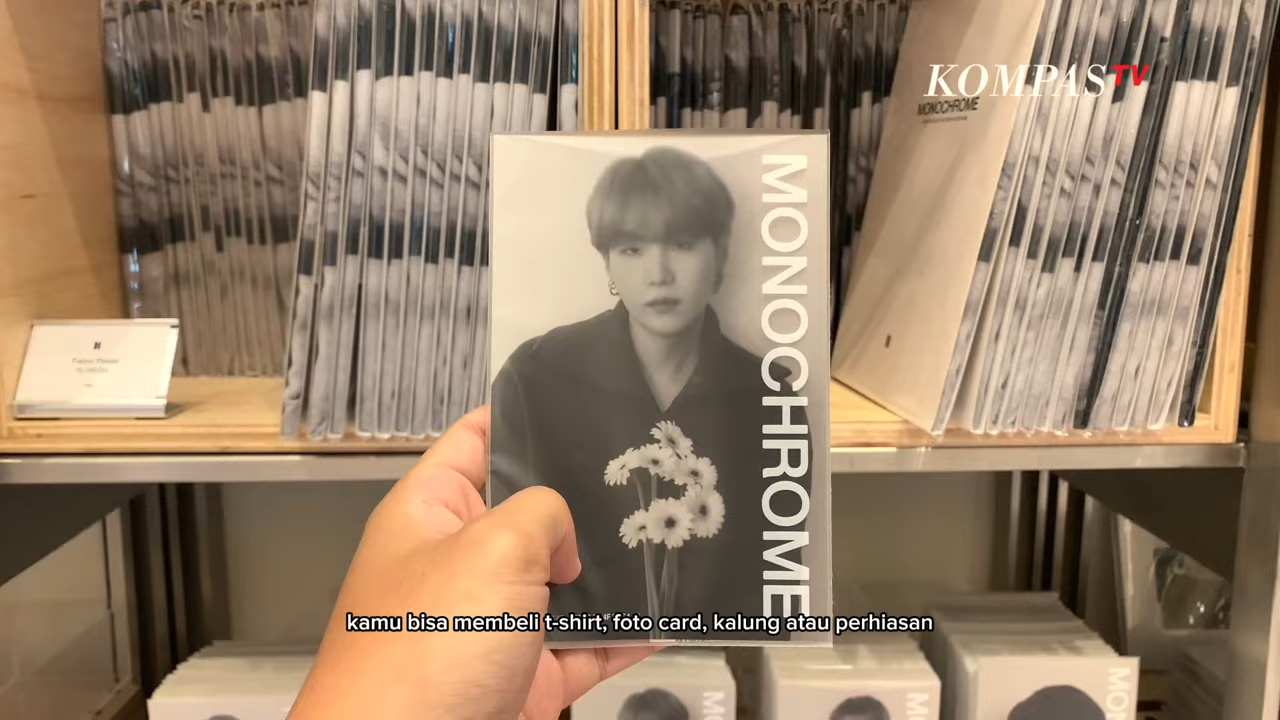 KOMPASTV
MONOCHROME
MONOCHROME
kamu bisa membeli t-shirt, foto card, kalung atau perhiasan